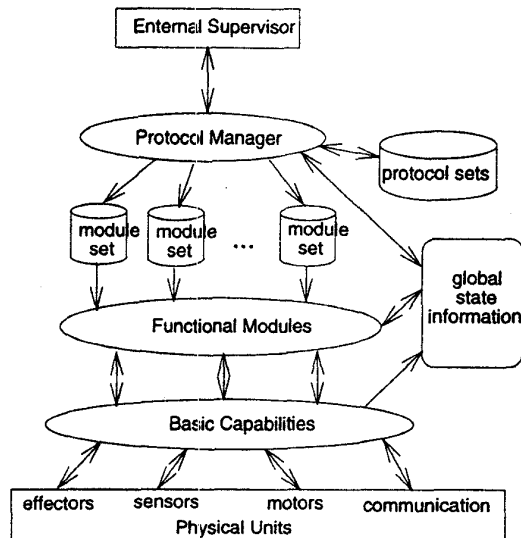 Enternal Supervisor
Protocol Manager
protocol sets
module
set
module
set
...
module
set
global
state
information
Functional Modules
Basic Capabilities
effectors
sensors
motors
communication
Physical Units